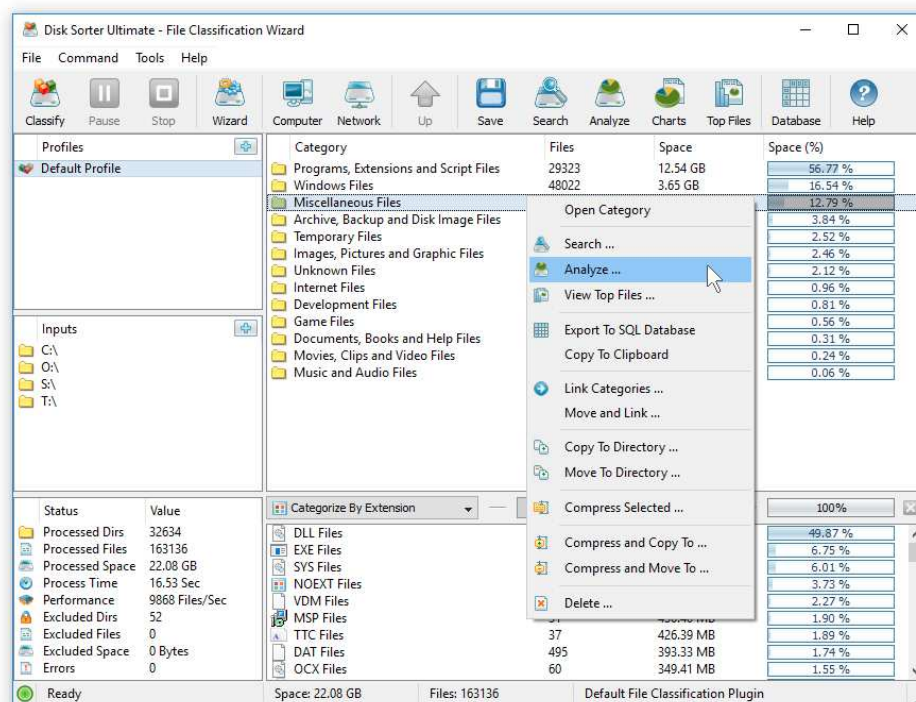 Disk Sorter Ultimate - File Classification Wizard
File Command Tools Help
Classify Pause Stop Wizard Computer Network Up Save Search Analyze Charts Top Files Database Help
Profiles
Default Profile
Category Files Space Space (%)
Programs, Extensions and Script Files 29323 12.54 GB 56.77 %
Windows Files 48022 3.65 GB 16.54 %
Miscellaneous Files 12.79 %
Archive, Backup and Disk Image Files 3.84 %
Temporary Files 2.52 %
Images, Pictures and Graphic Files 2.46 %
Unknown Files 2.12 %
Internet Files 0.96 %
Development Files 0.81 %
Game Files 0.56 %
Documents, Books and Help Files 0.31 %
Movies, Clips and Video Files 0.24 %
Music and Audio Files 0.06 %
Open Category
Search ...
Analyze ...
View Top Files ...
Export To SQL Database
Copy To Clipboard
Link Categories ...
Move and Link ...
Copy To Directory ...
Move To Directory ...
Compress Selected ...
Compress and Copy To ...
Compress and Move To ...
Delete ...
Inputs
C:\
O:\
S:\
T:\
Status Value
Processed Dirs 32634
Processed Files 163136
Processed Space 22.08 GB
Process Time 16.53 Sec
Performance 9868 Files/Sec
Excluded Dirs 52
Excluded Files 0
Excluded Space 0 Bytes
Errors 0
Categorize By Extension 100%
DLL Files 49.87 %
EXE Files 6.75 %
SYS Files 6.01 %
NOEXT Files 3.73 %
VDM Files 2.27 %
MSP Files 1.90 %
TTC Files 37 426.39 MB 1.89 %
DAT Files 495 393.33 MB 1.74 %
OCX Files 60 349.41 MB 1.55 %
Ready Space: 22.08 GB Files: 163136 Default File Classification Plugin